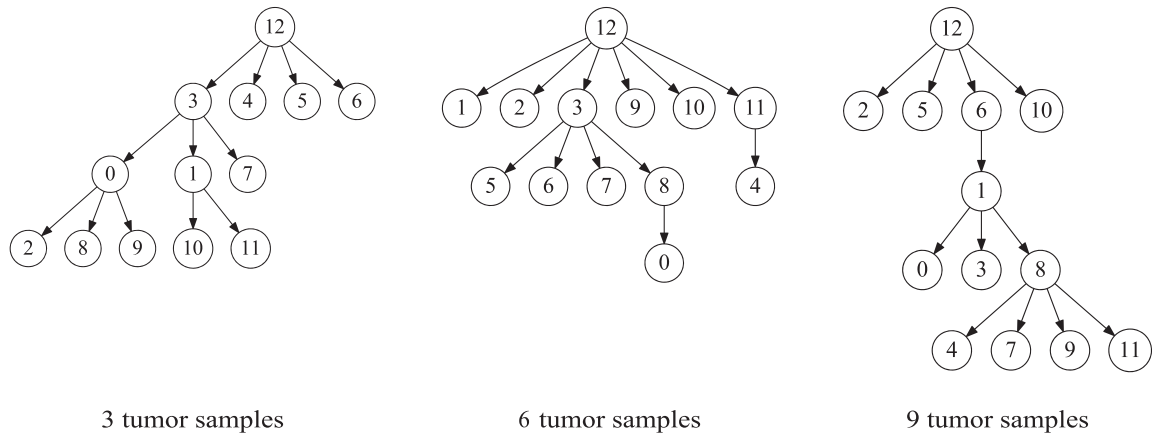 12 12 12
3 4 5 6 1 2 3 9 10 11 2 5 6 10
0 1 7 5 6 7 8 4 1
2 8 9 10 11 0 0 3 8
4 7 9 11
3 tumor samples 6 tumor samples 9 tumor samples